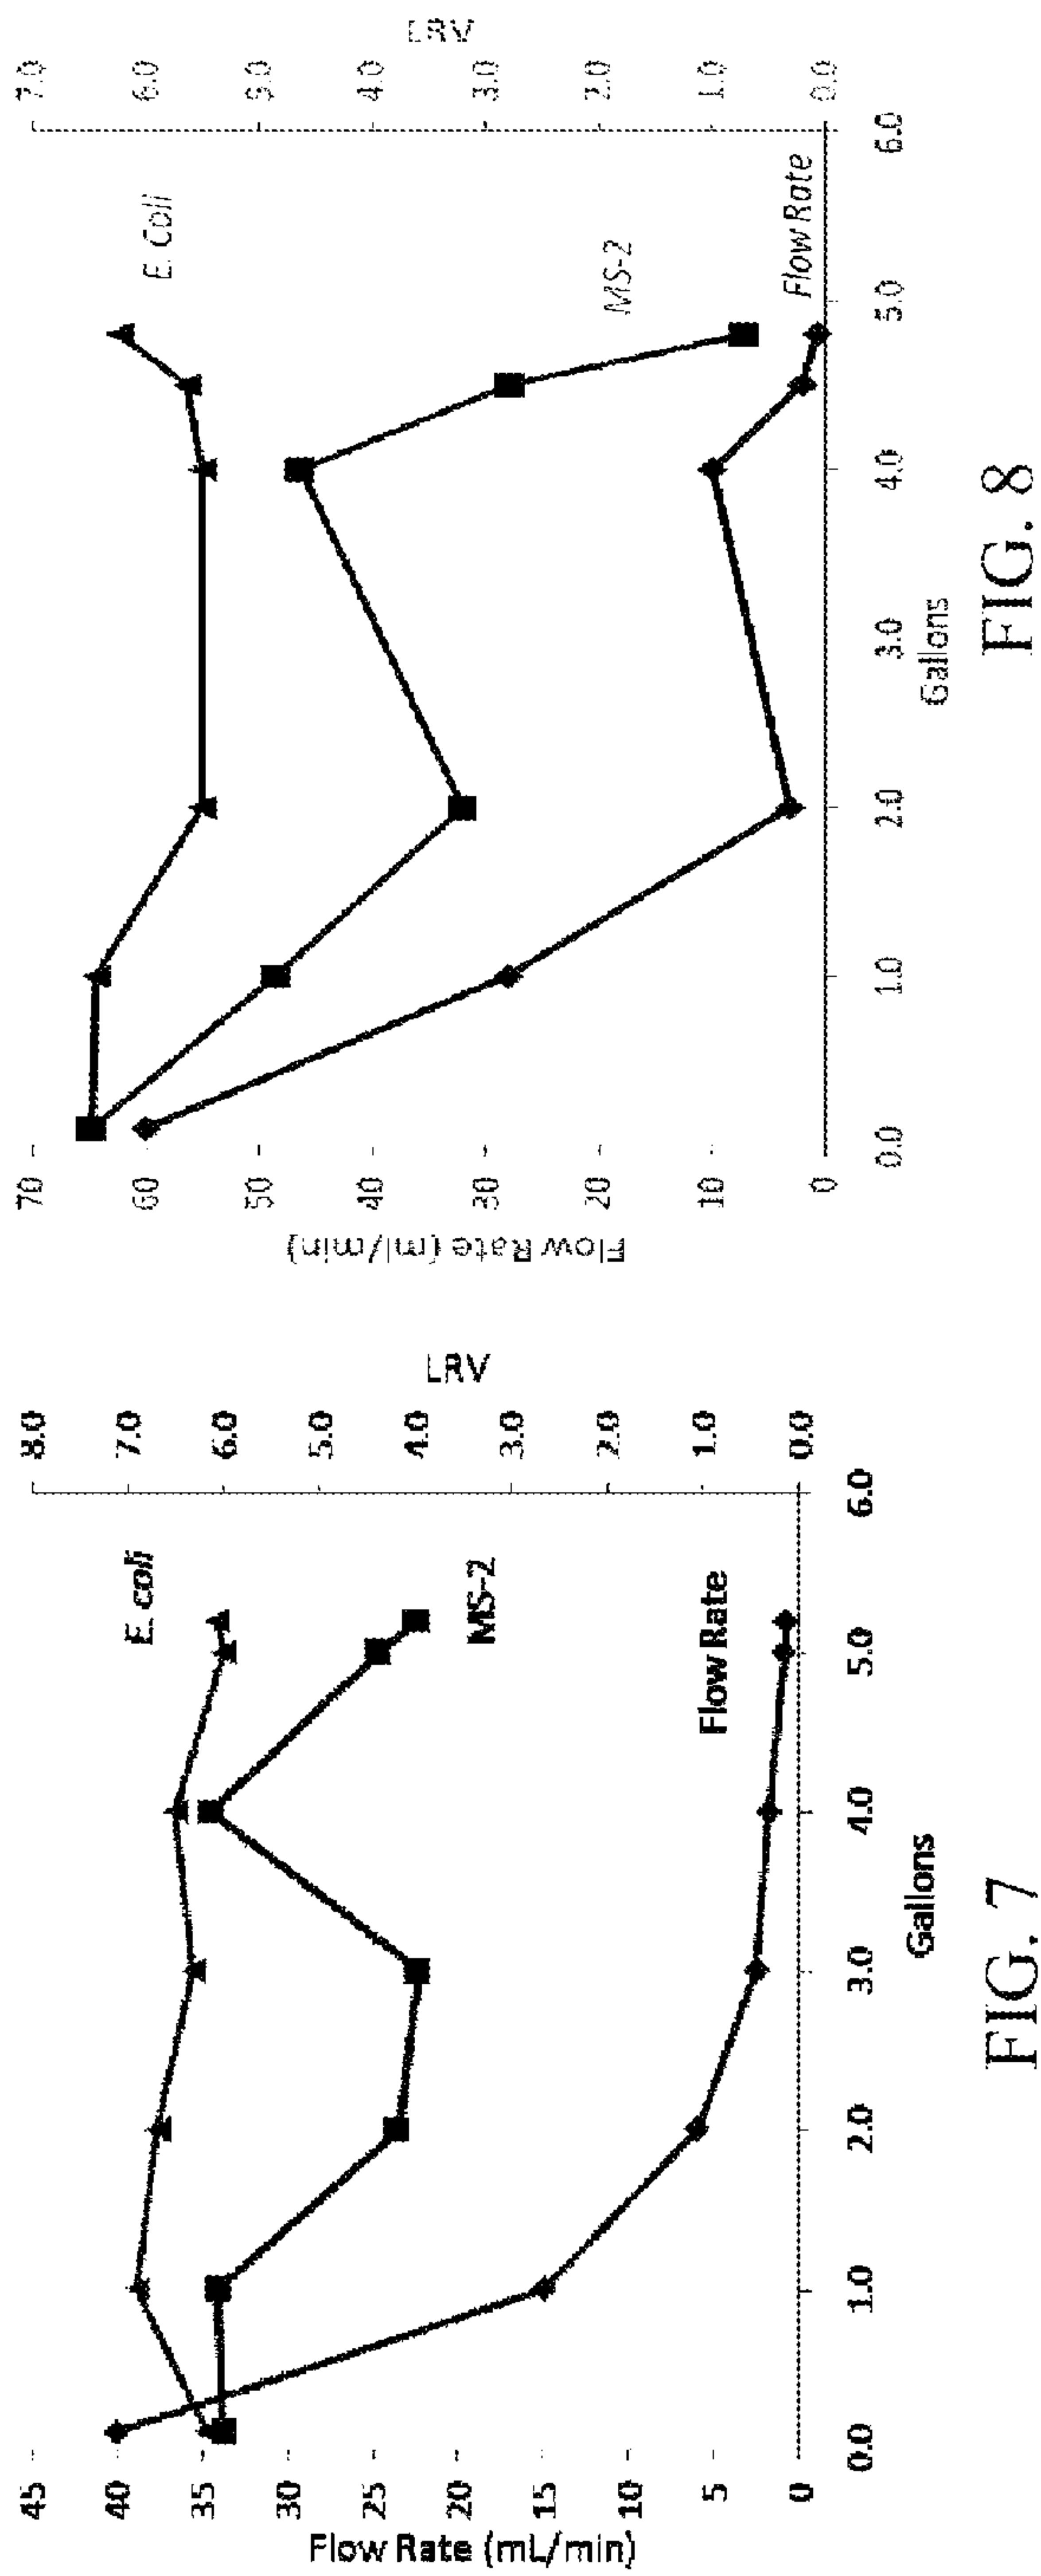 45
40
35
30
25
20
15
10
5
0
Flow Rate (mL/min)
8.0
7.0
6.0
5.0
4.0
3.0
2.0
1.0
0.0
LRV
E. coli
MS-2
Flow Rate
0.0 1.0 2.0 3.0 4.0 5.0 6.0
Gallons
FIG. 7
70
60
50
40
30
20
10
0
Flow Rate (ml/min)
7.0
6.0
5.0
4.0
3.0
2.0
1.0
0.0
LRV
E. Coli
MS-2
Flow Rate
0.0 1.0 2.0 3.0 4.0 5.0 6.0
Gallons
FIG. 8